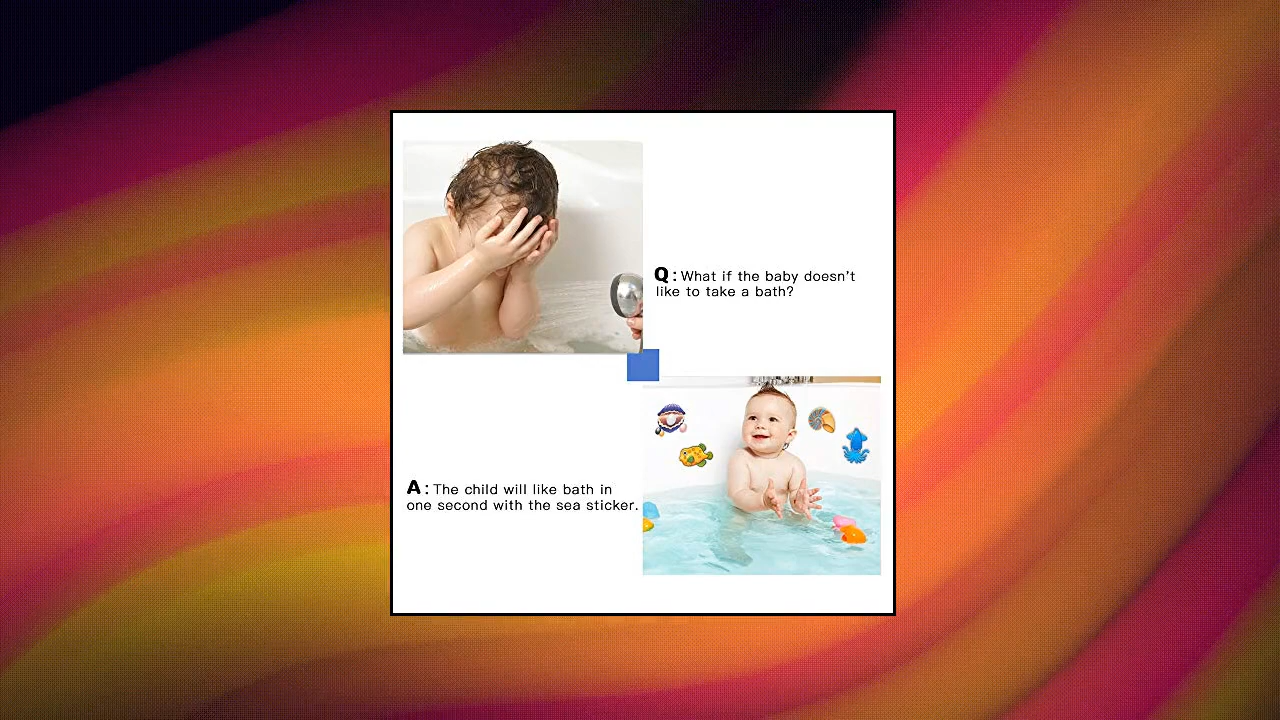 Q: What if the baby doesn't
like to take a bath?
A: The child will like bath in
one second with the sea sticker.